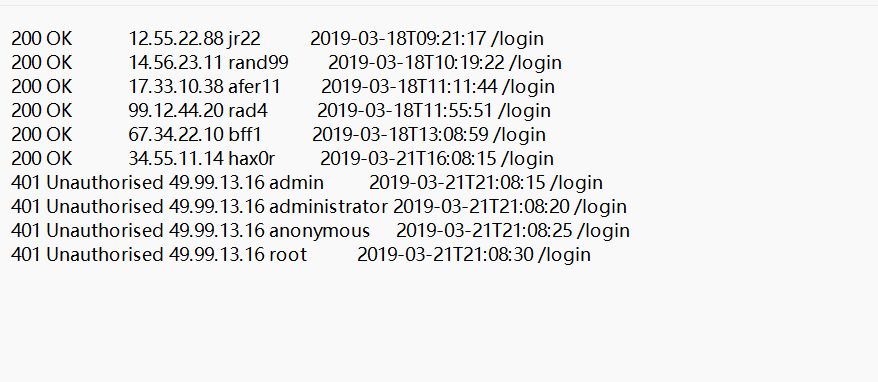 200 OK 12.55.22.88 jr22 2019-03-18T09:21:17 /login
200 OK 14.56.23.11 rand99 2019-03-18T10:19:22 /login
200 OK 17.33.10.38 afer11 2019-03-18T11:11:44 /login
200 OK 99.12.44.20 rad4 2019-03-18T11:55:51 /login
200 OK 67.34.22.10 bff1 2019-03-18T13:08:59 /login
200 OK 34.55.11.14 hax0r 2019-03-21T16:08:15 /login
401 Unauthorised 49.99.13.16 admin 2019-03-21T21:08:15 /login
401 Unauthorised 49.99.13.16 administrator 2019-03-21T21:08:20 /login
401 Unauthorised 49.99.13.16 anonymous 2019-03-21T21:08:25 /login
401 Unauthorised 49.99.13.16 root 2019-03-21T21:08:30 /login